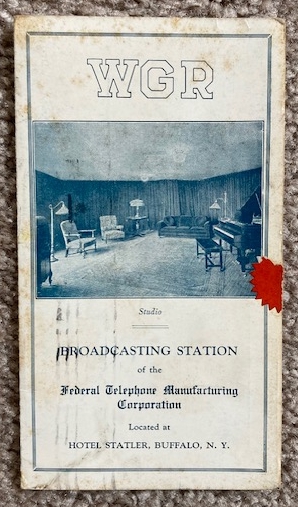 WGR
Studio
BROADCASTING STATION
of the
Federal Telephone Manufacturing
Corporation
Located at
HOTEL STATLER, BUFFALO, N. Y.